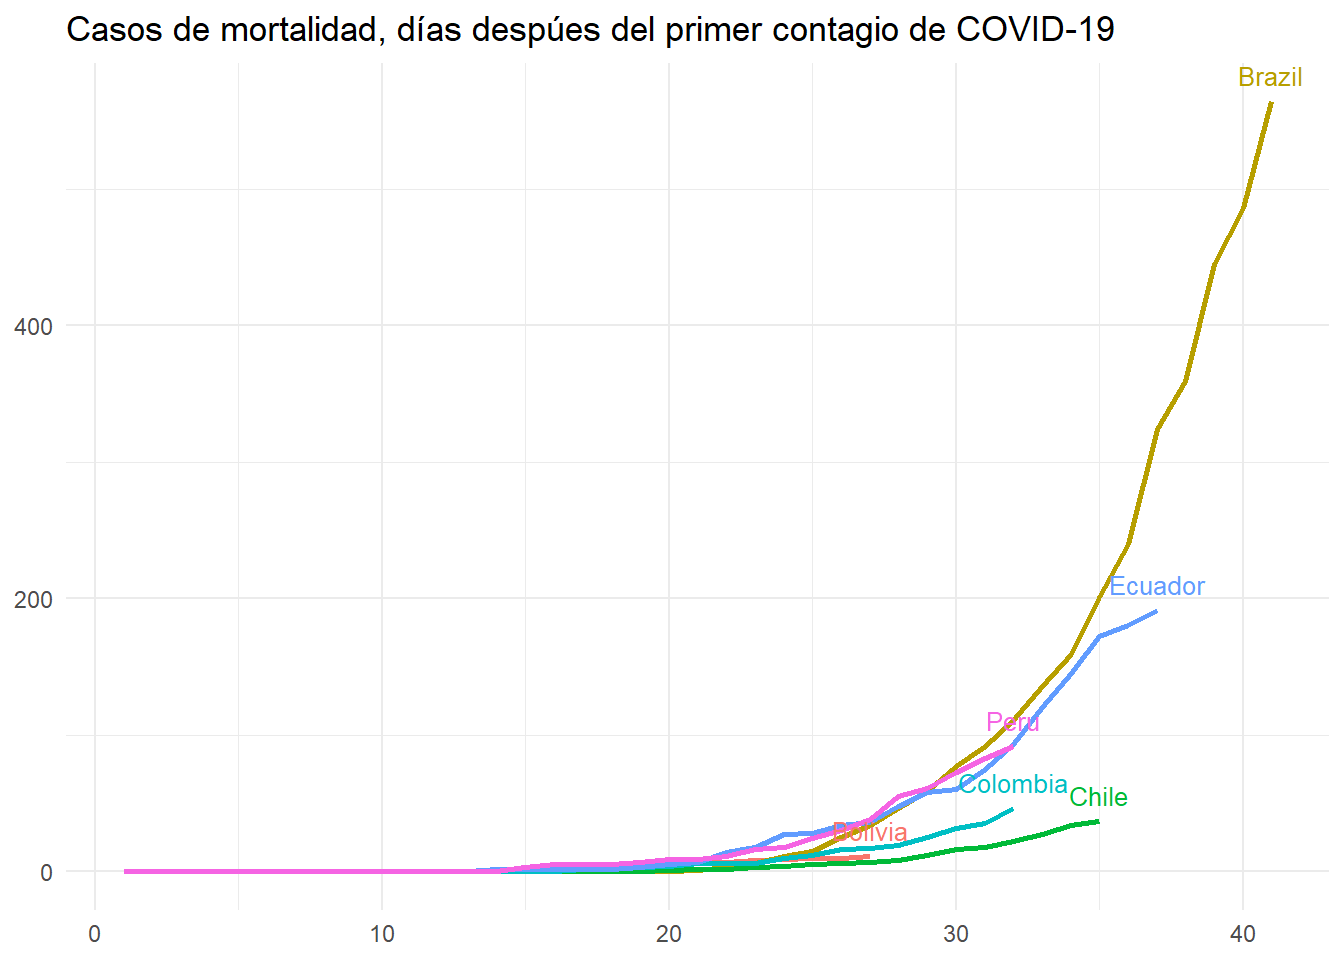 Casos de mortalidad, días despúes del primer contagio de COVID-19
Brazil
400
Ecuador
200
Peru
Colombia
Chile
Bolivia
0
0 10 20 30 40